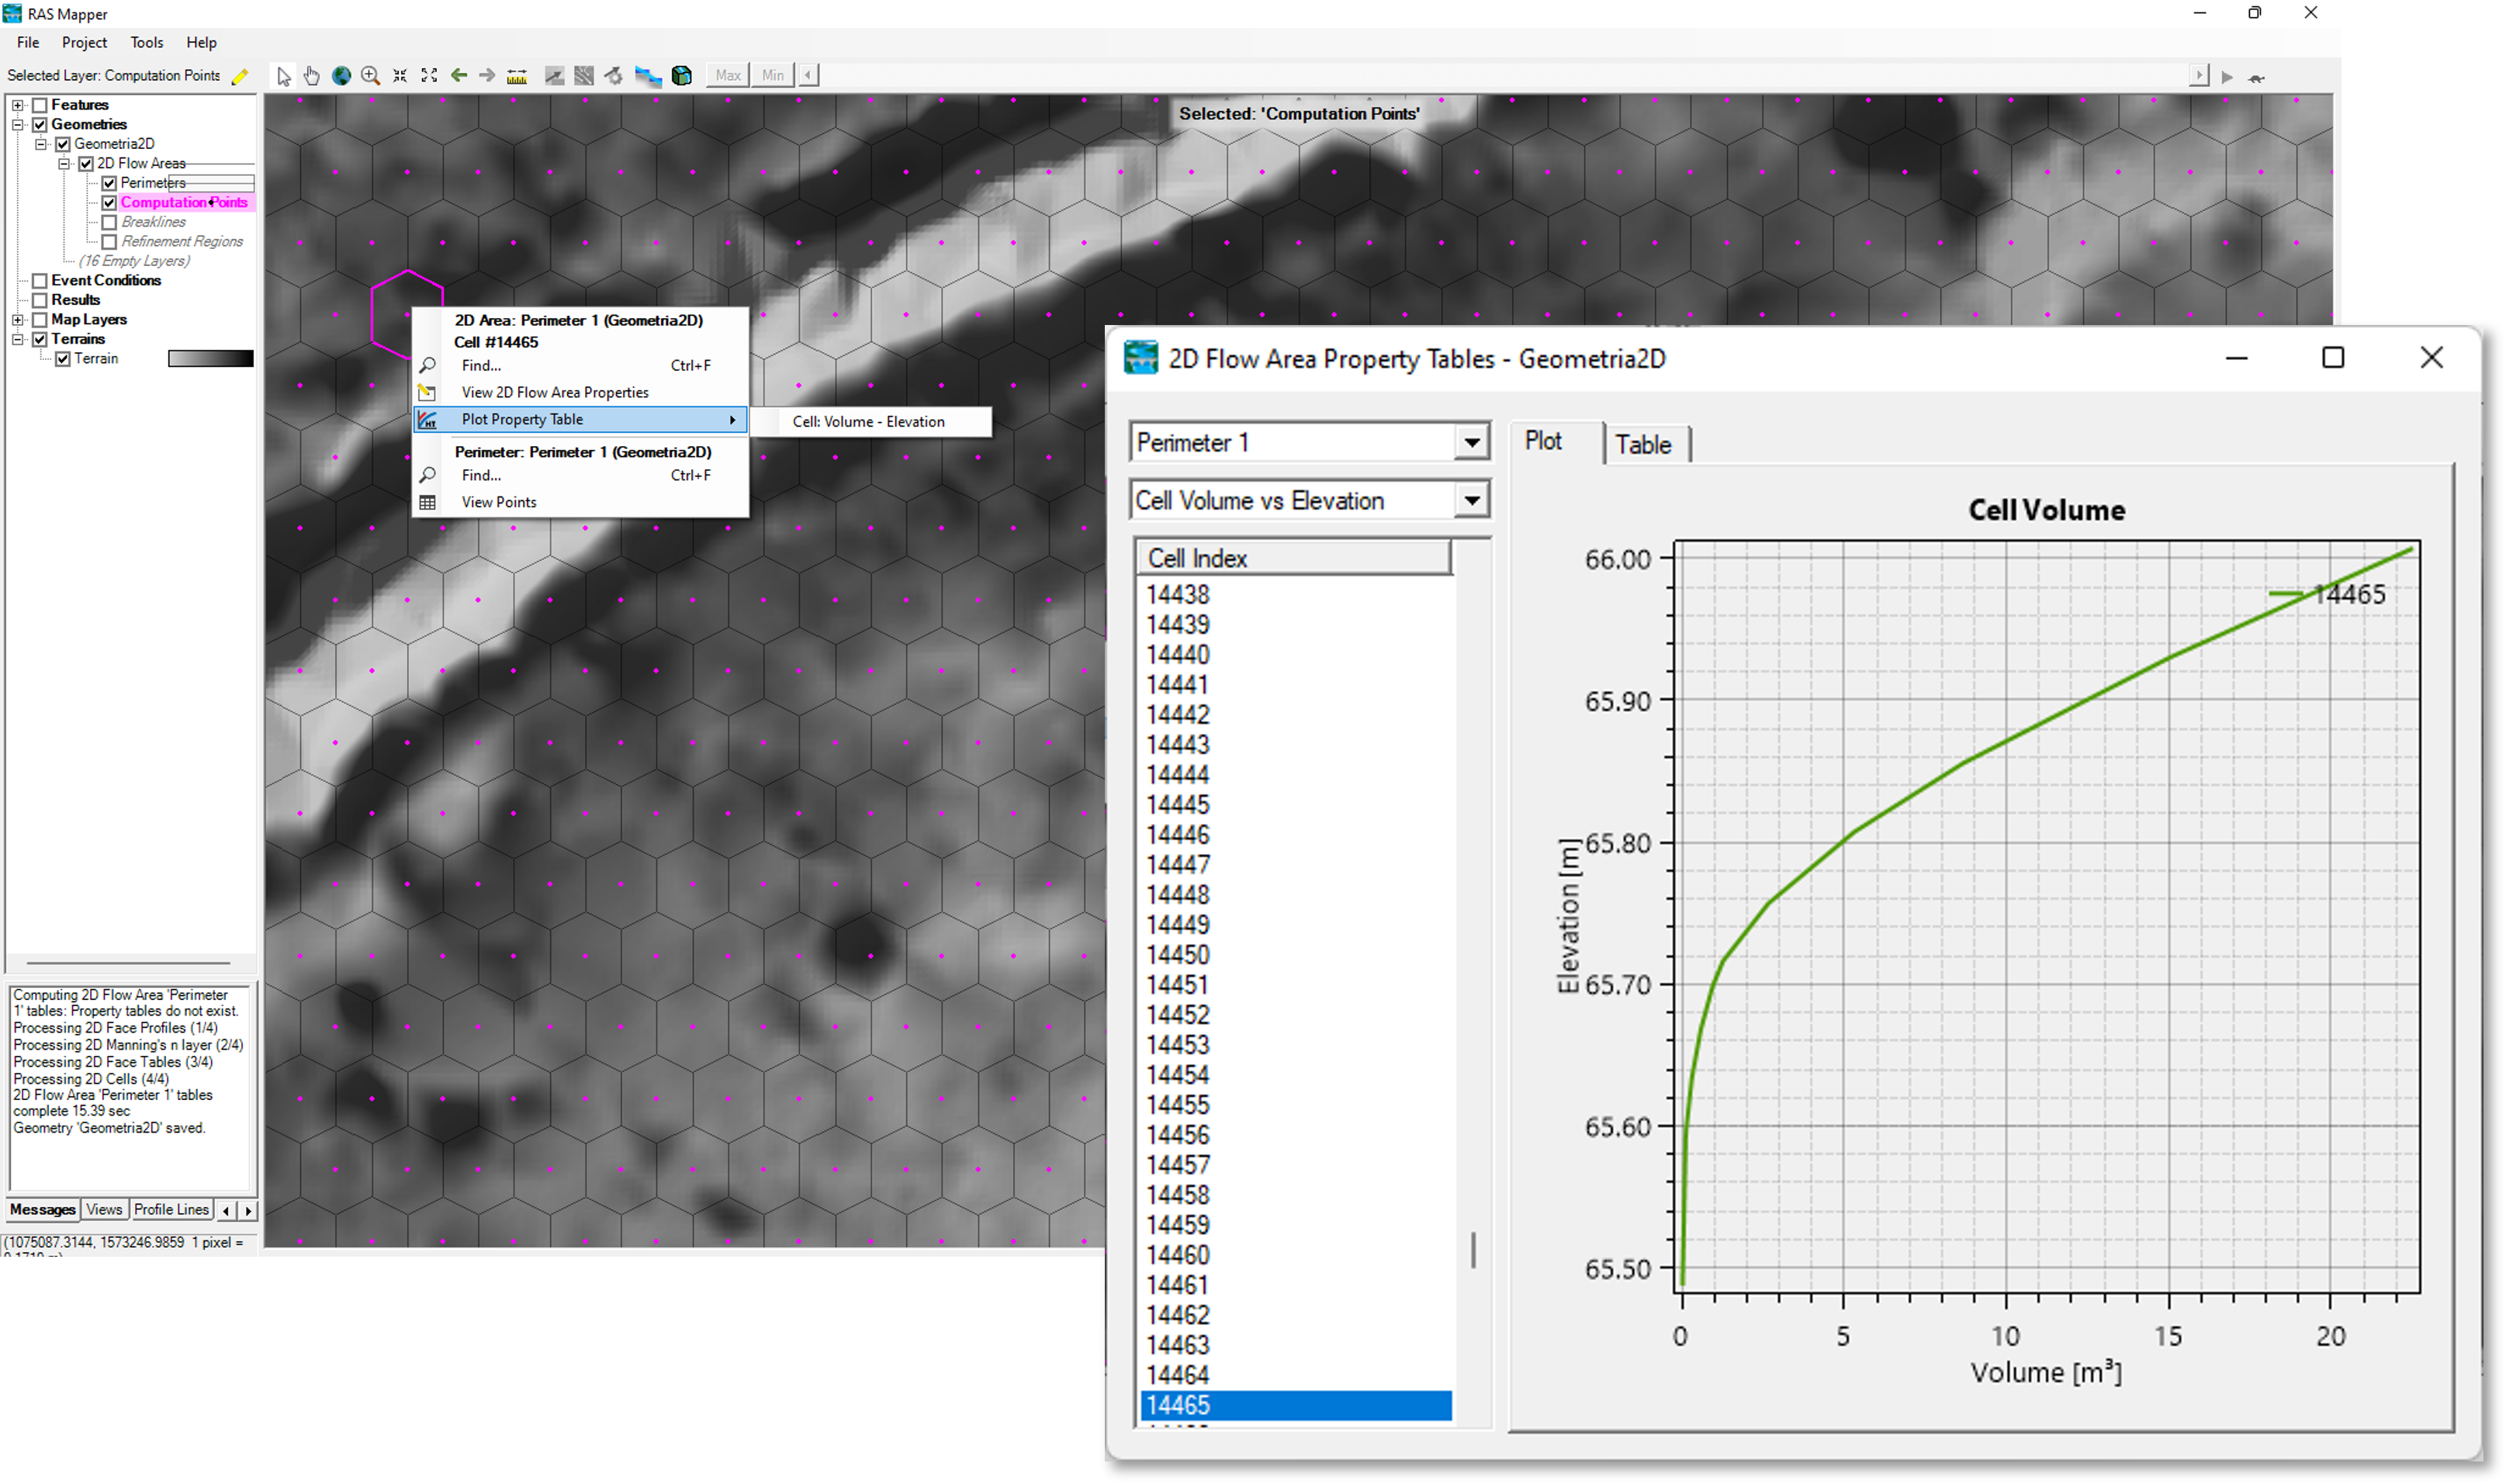 RAS Mapper
File Project Tools Help
Selected Layer: Computation Points
Max Min
Features
Geometries
Geometria2D
2D Flow Areas
Perimeters
Computation Points
Breaklines
Refinement Regions
(16 Empty Layers)
Event Conditions
Results
Map Layers
Terrains
Terrain
Selected: 'Computation Points'
2D Area: Perimeter 1 (Geometria2D)
Cell #14465
Find... Ctrl+F
View 2D Flow Area Properties
Plot Property Table
Cell: Volume - Elevation
Perimeter: Perimeter 1 (Geometria2D)
Find... Ctrl+F
View Points
Computing 2D Flow Area 'Perimeter
1' tables: Property tables do not exist.
Processing 2D Face Profiles (1/4)
Processing 2D Manning's n layer (2/4)
Processing 2D Face Tables (3/4)
Processing 2D Cells (4/4)
2D Flow Area 'Perimeter 1' tables
complete 15.39 sec
Geometry 'Geometria2D' saved.
Messages Views Profile Lines
(1075087.3144, 1573246.9859 1 pixel =
2D Flow Area Property Tables - Geometria2D
Perimeter 1
Cell Volume vs Elevation
Cell Index
14438
14439
14440
14441
14442
14443
14444
14445
14446
14447
14448
14449
14450
14451
14452
14453
14454
14455
14456
14457
14458
14459
14460
14461
14462
14463
14464
14465
Plot Table
Cell Volume
14465
66.00
65.90
65.80
65.70
65.60
65.50
Elevation [m]
0 5 10 15 20
Volume [m³]